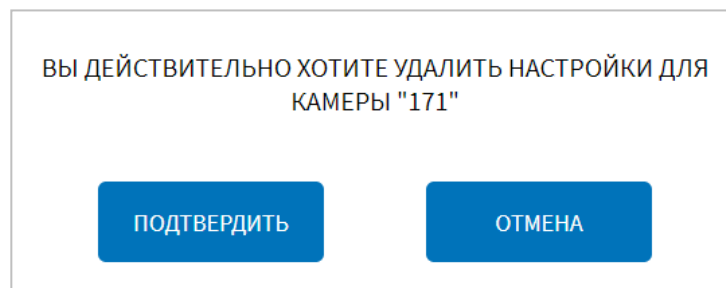 ВЫ ДЕЙСТВИТЕЛЬНО ХОТИТЕ УДАЛИТЬ НАСТРОЙКИ ДЛЯ
КАМЕРЫ "171"
ПОДТВЕРДИТЬ
ОТМЕНА